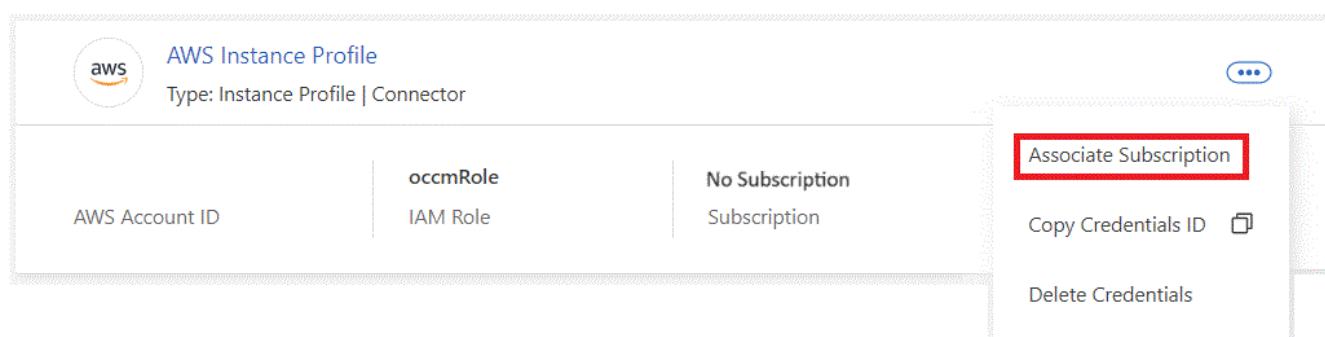 aws
AWS Instance Profile
Type: Instance Profile | Connector
Associate Subscription
occmRole
No Subscription
AWS Account ID
IAM Role
Subscription
Copy Credentials ID
Delete Credentials